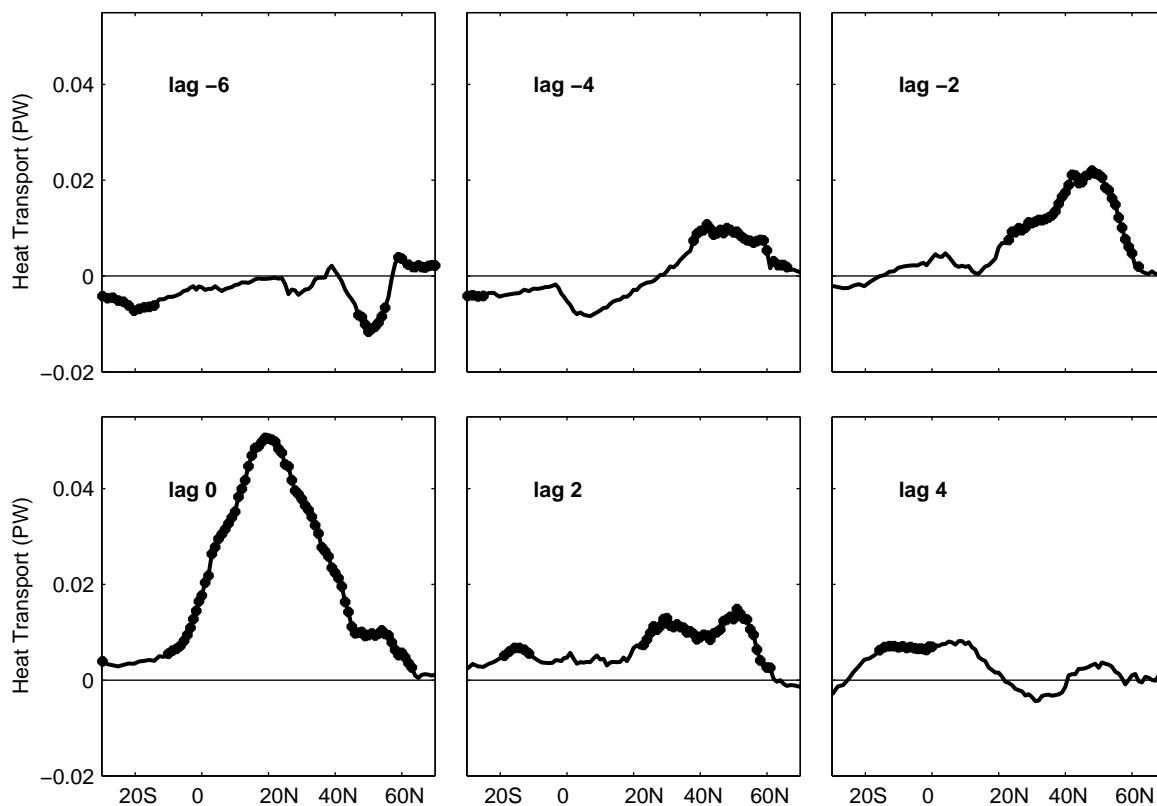 lag −6
lag −4
lag −2
Heat Transport (PW)
0.04
0.02
0
−0.02
lag 0
lag 2
lag 4
Heat Transport (PW)
0.04
0.02
0
−0.02
20S 0 20N 40N 60N
20S 0 20N 40N 60N
20S 0 20N 40N 60N